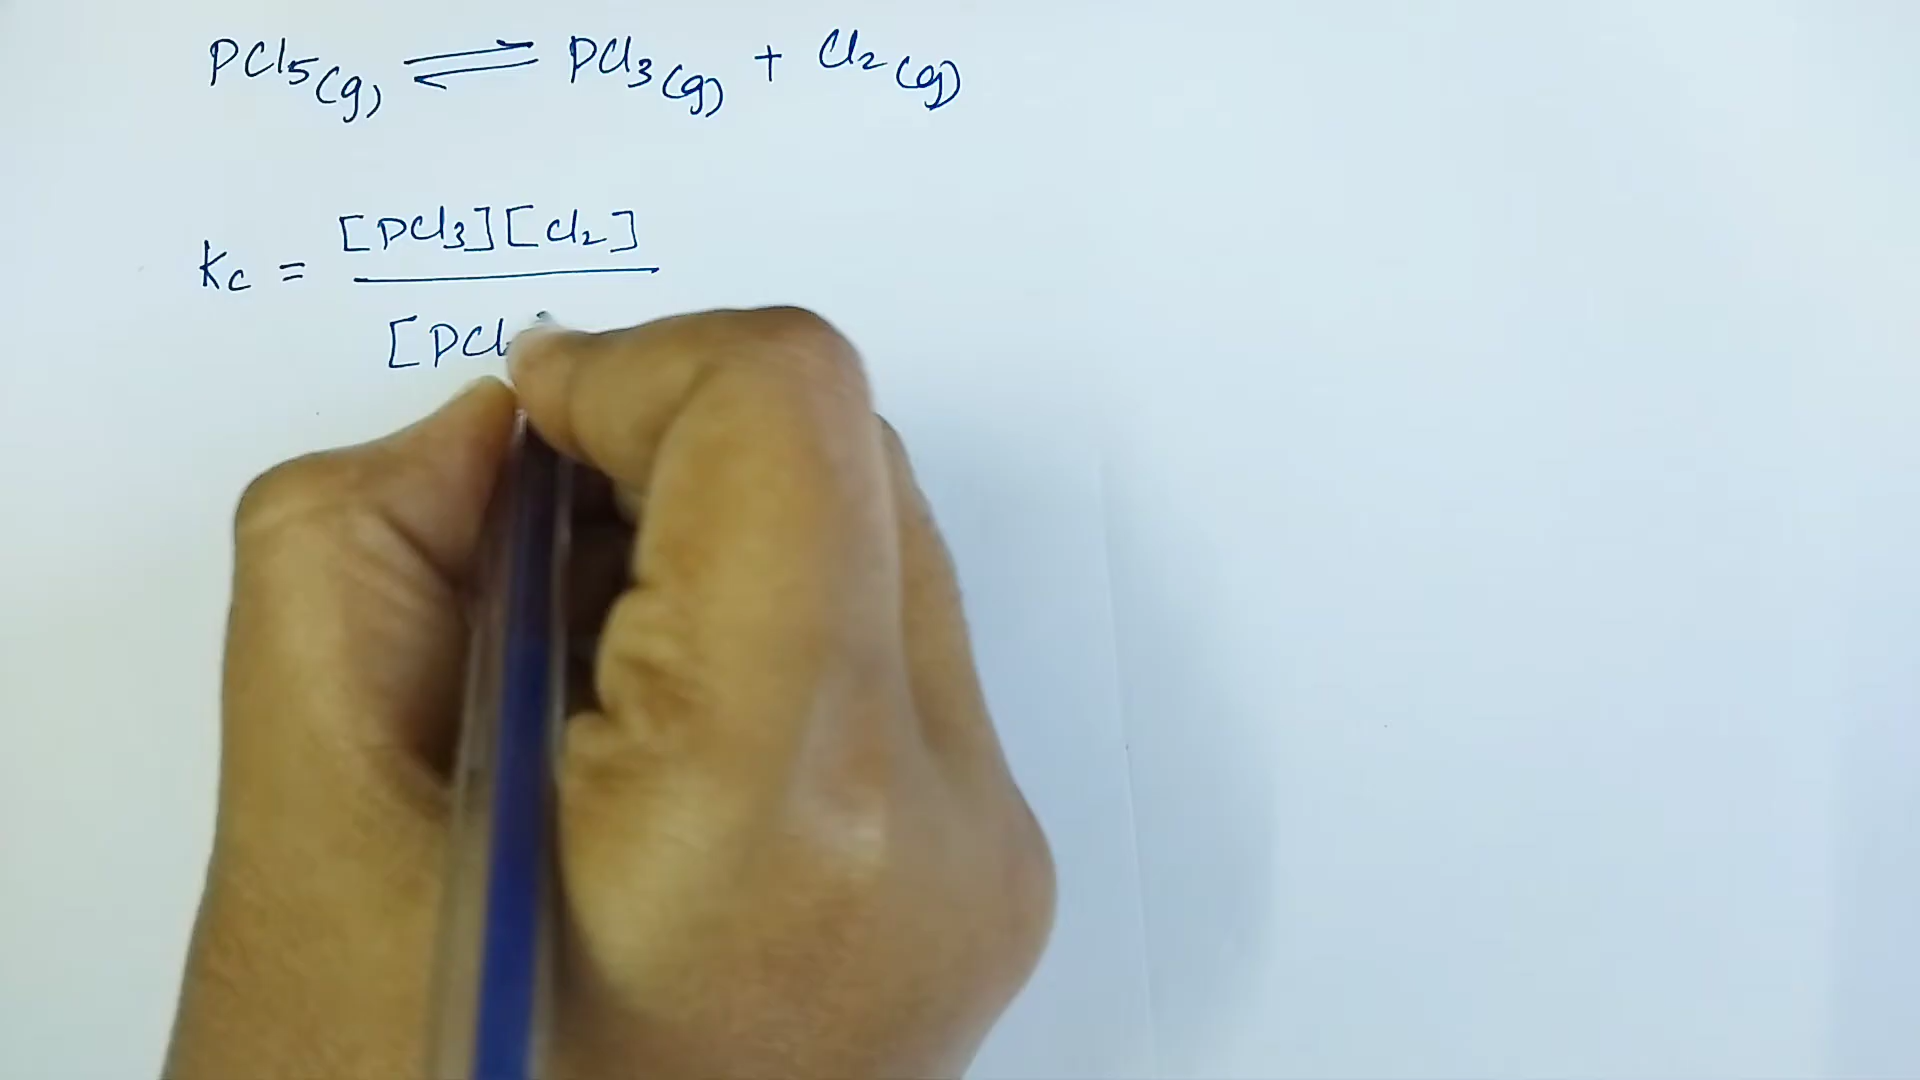 PCl5(g) ⇌ PCl3(g) + Cl2(g)
Kc = [PCl3][Cl2]
[PCl